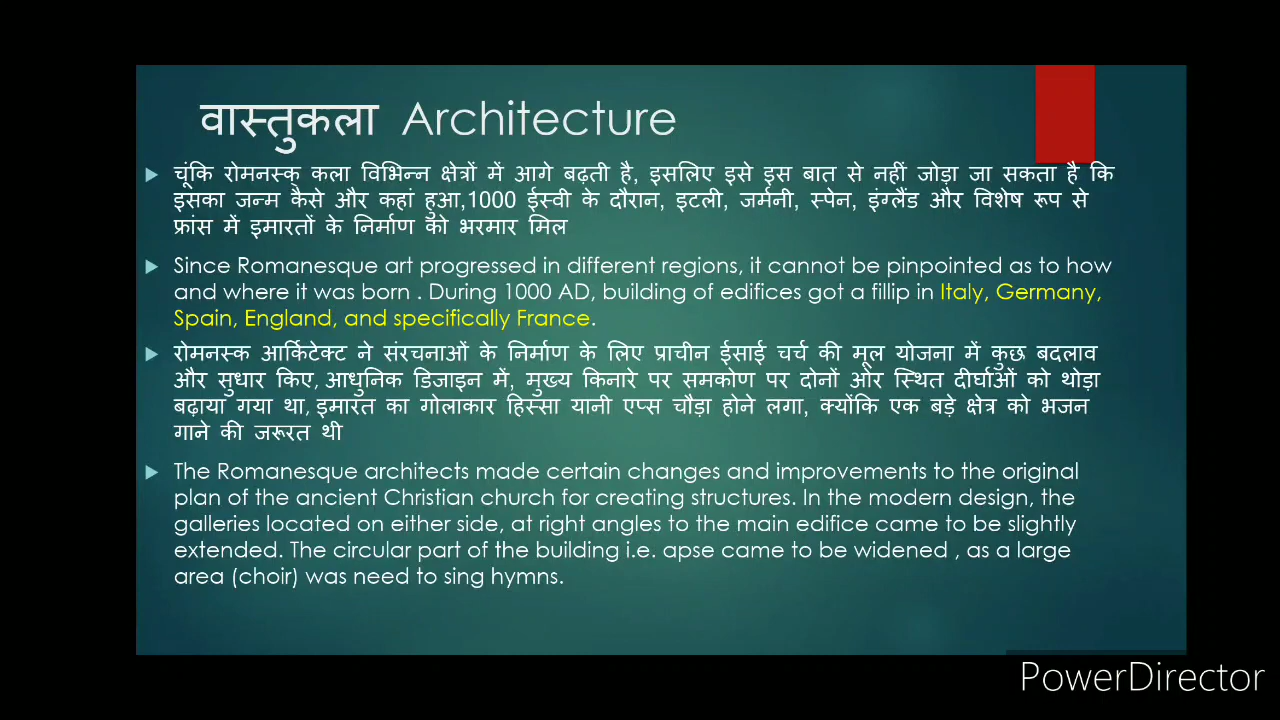 वास्तुकला Architecture
चूंकि रोमनस्क कला विभिन्न क्षेत्रों में आगे बढ़ती है, इसलिए इसे इस बात से नहीं जोड़ा जा सकता है कि
इसका जन्म कैसे और कहां हुआ,1000 ईस्वी के दौरान, इटली, जर्मनी, स्पेन, इंग्लैंड और विशेष रूप से
फ्रांस में इमारतों के निर्माण को भरमार मिल
Since Romanesque art progressed in different regions, it cannot be pinpointed as to how
and where it was born . During 1000 AD, building of edifices got a fillip in Italy, Germany,
Spain, England, and specifically France.
रोमनस्क आर्किटेक्ट ने संरचनाओं के निर्माण के लिए प्राचीन ईसाई चर्च की मूल योजना में कुछ बदलाव
और सुधार किए, आधुनिक डिजाइन में, मुख्य किनारे पर समकोण पर दोनों ओर स्थित दीर्घाओं को थोड़ा
बढ़ाया गया था, इमारत का गोलाकार हिस्सा यानी एप्स चौड़ा होने लगा, क्योंकि एक बड़े क्षेत्र को भजन
गाने की जरूरत थी
The Romanesque architects made certain changes and improvements to the original
plan of the ancient Christian church for creating structures. In the modern design, the
galleries located on either side, at right angles to the main edifice came to be slightly
extended. The circular part of the building i.e. apse came to be widened , as a large
area (choir) was need to sing hymns.
PowerDirector